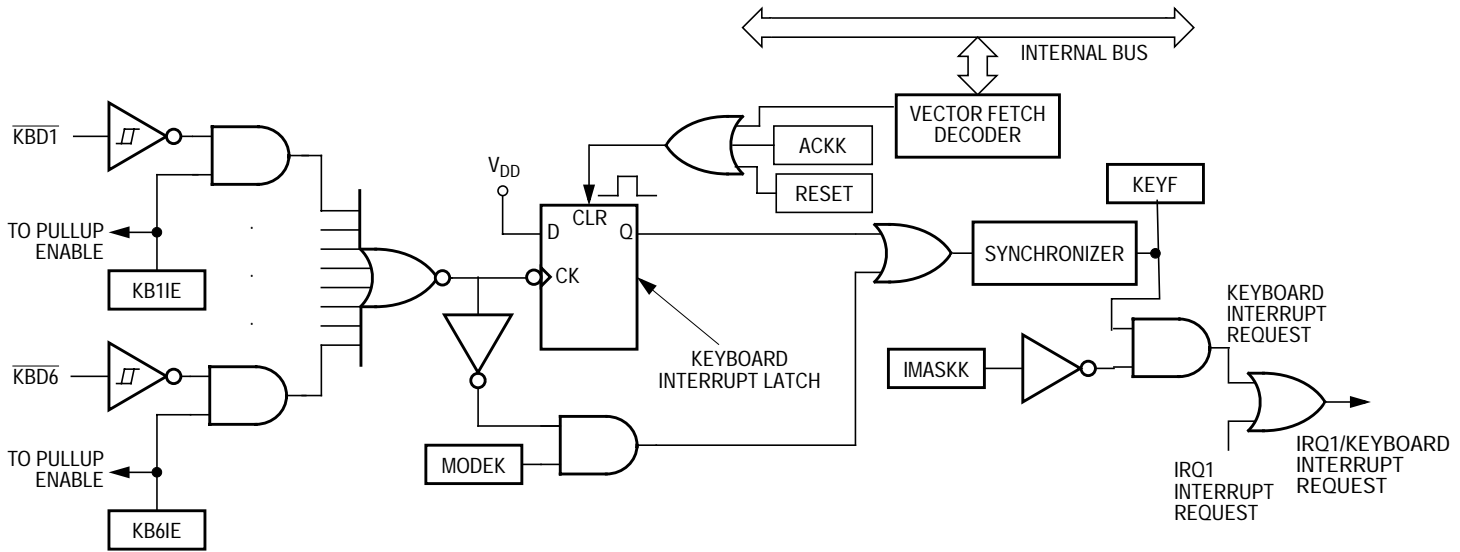 INTERNAL BUS
VECTOR FETCH
DECODER
ACKK
RESET
KBD1
TO PULLUP
ENABLE
KB1IE
VDD
CLR
D
Q
CK
KEYBOARD
INTERRUPT LATCH
SYNCHRONIZER
KEYF
KBD6
TO PULLUP
ENABLE
KB6IE
MODEK
IMASKK
KEYBOARD
INTERRUPT
REQUEST
IRQ1
INTERRUPT
REQUEST
IRQ1/KEYBOARD
INTERRUPT
REQUEST